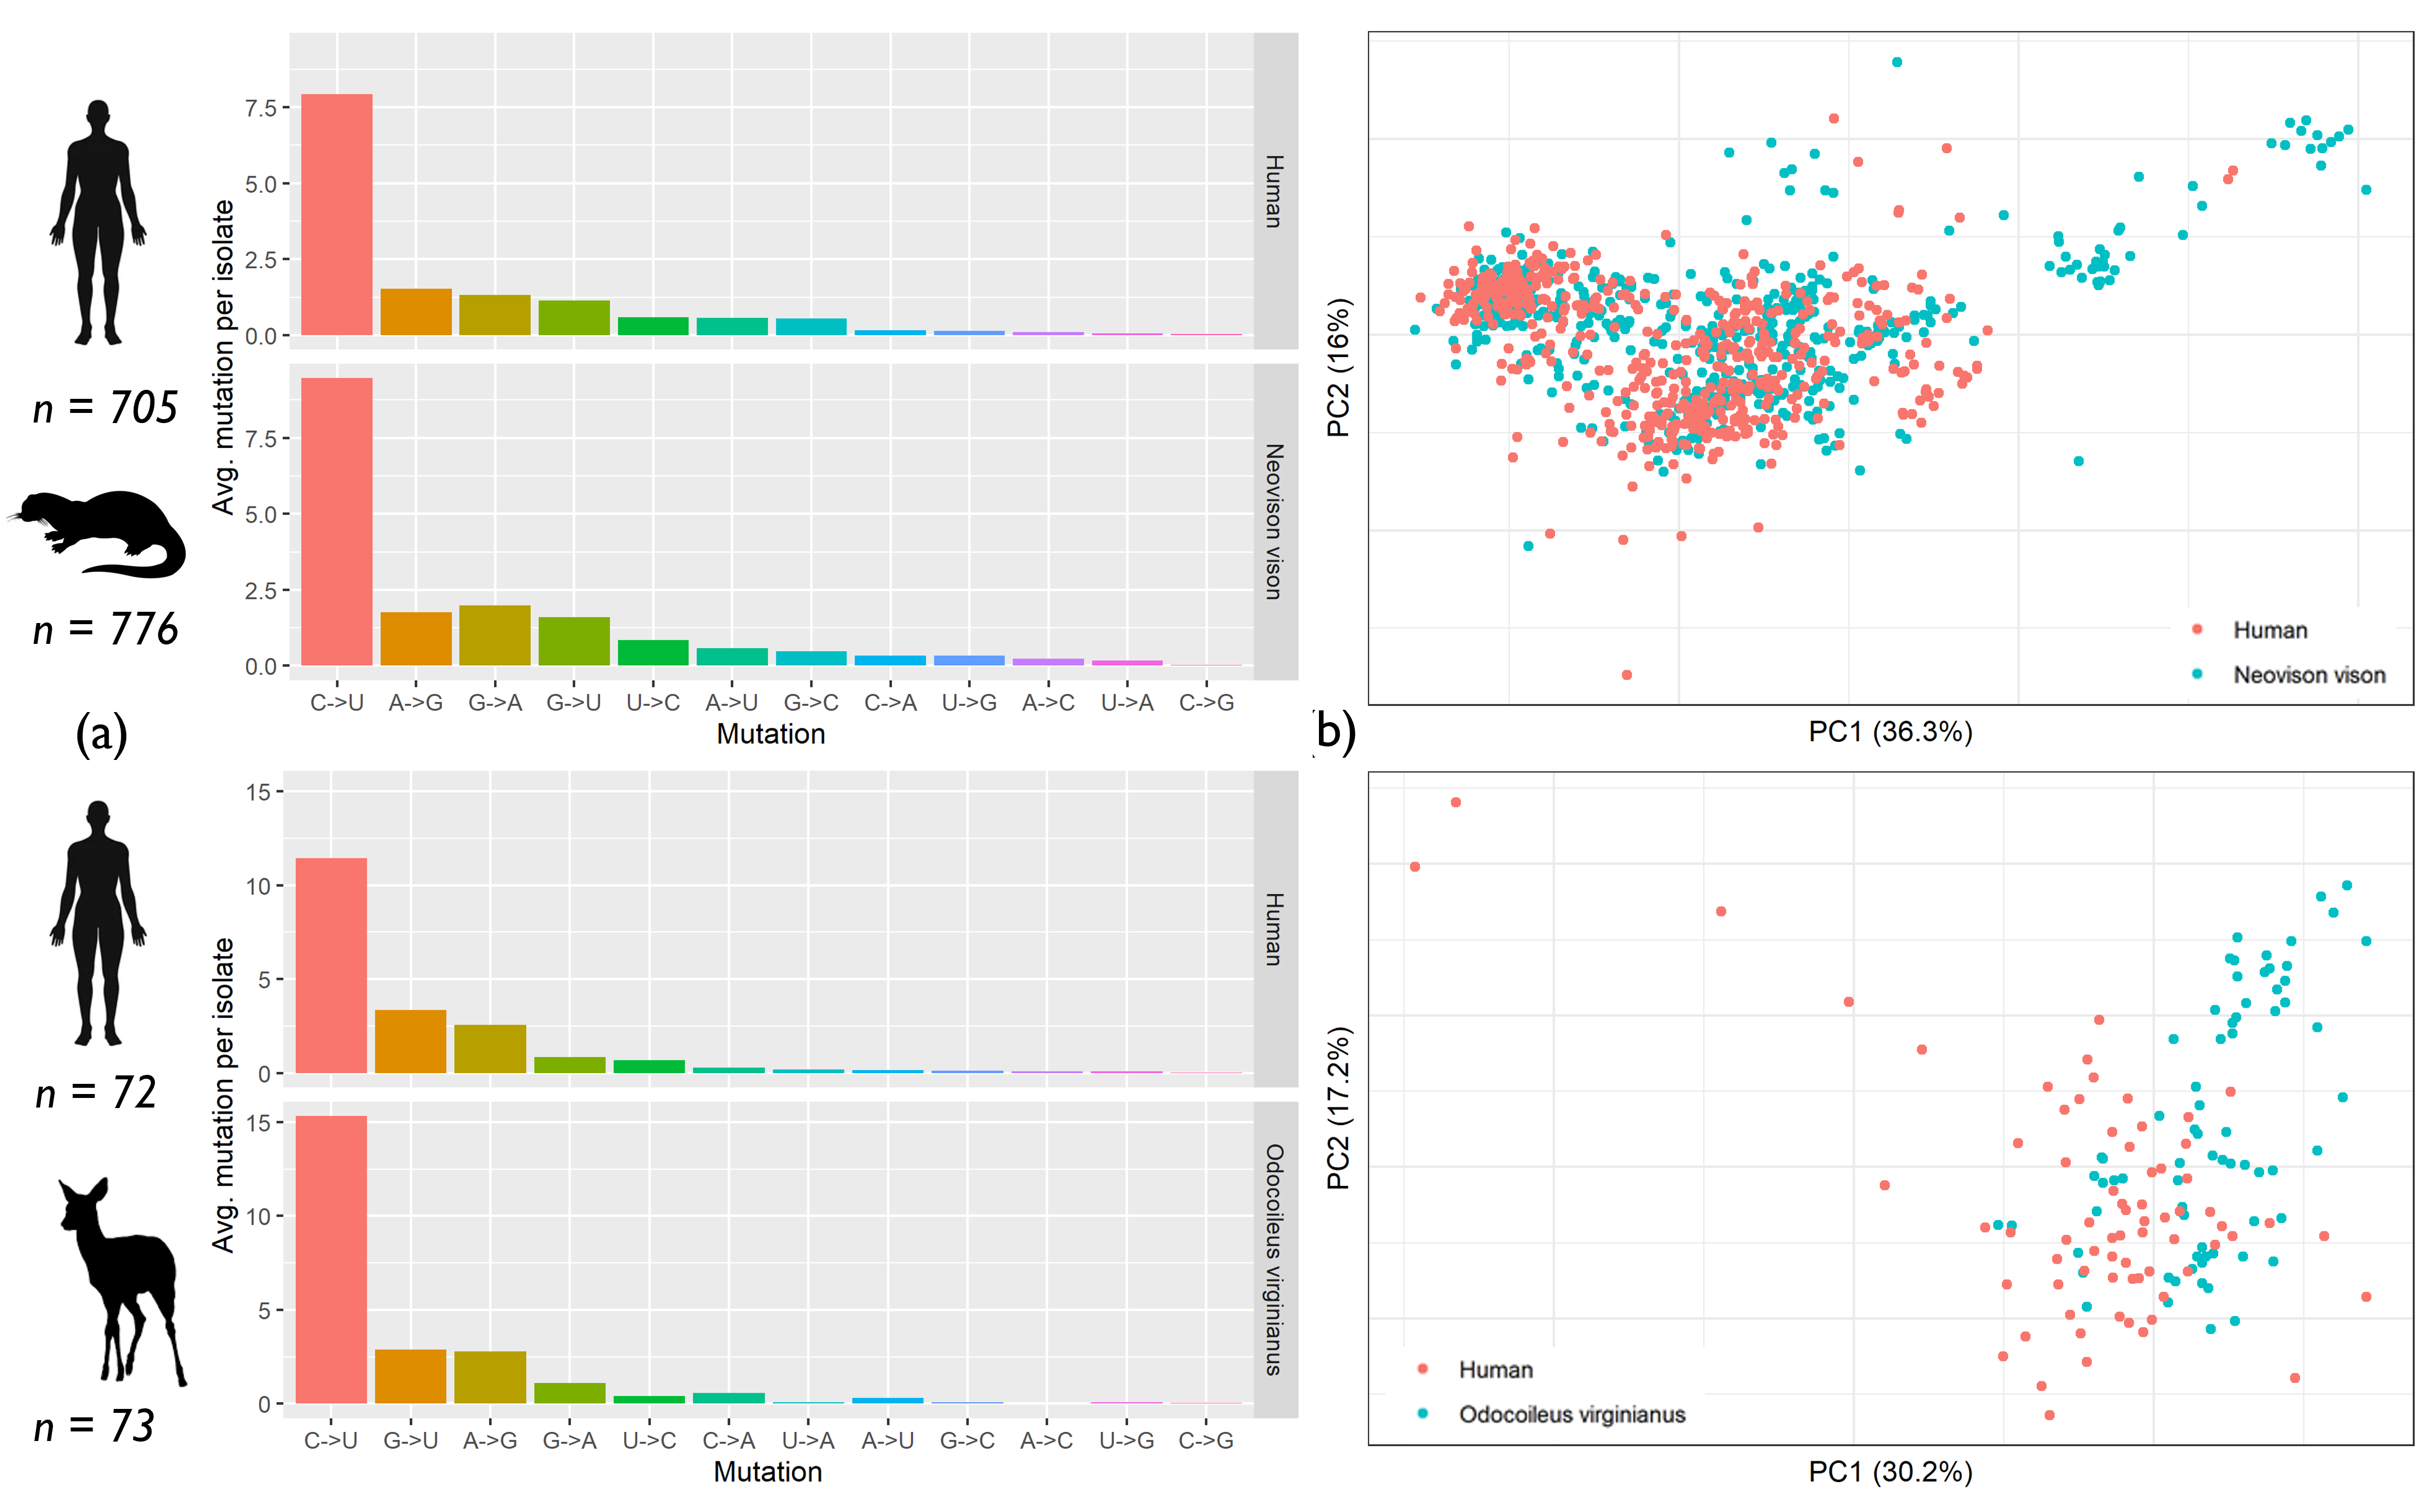 n = 705
n = 776
(a)
Avg. mutation per isolate
7.5
5.0
2.5
0.0
Human
7.5
5.0
2.5
0.0
Neovison vison
C->U A->G G->A G->U U->C A->U G->C C->A U->G A->C U->A C->G
Mutation
PC2 (16%)
Human
Neovison vison
PC1 (36.3%)
b)
n = 72
n = 73
Avg. mutation per isolate
15
10
5
0
Human
15
10
5
0
Odocoileus virginianus
C->U G->U A->G G->A U->C C->A U->A A->U G->C A->C U->G C->G
Mutation
PC2 (17.2%)
Human
Odocoileus virginianus
PC1 (30.2%)